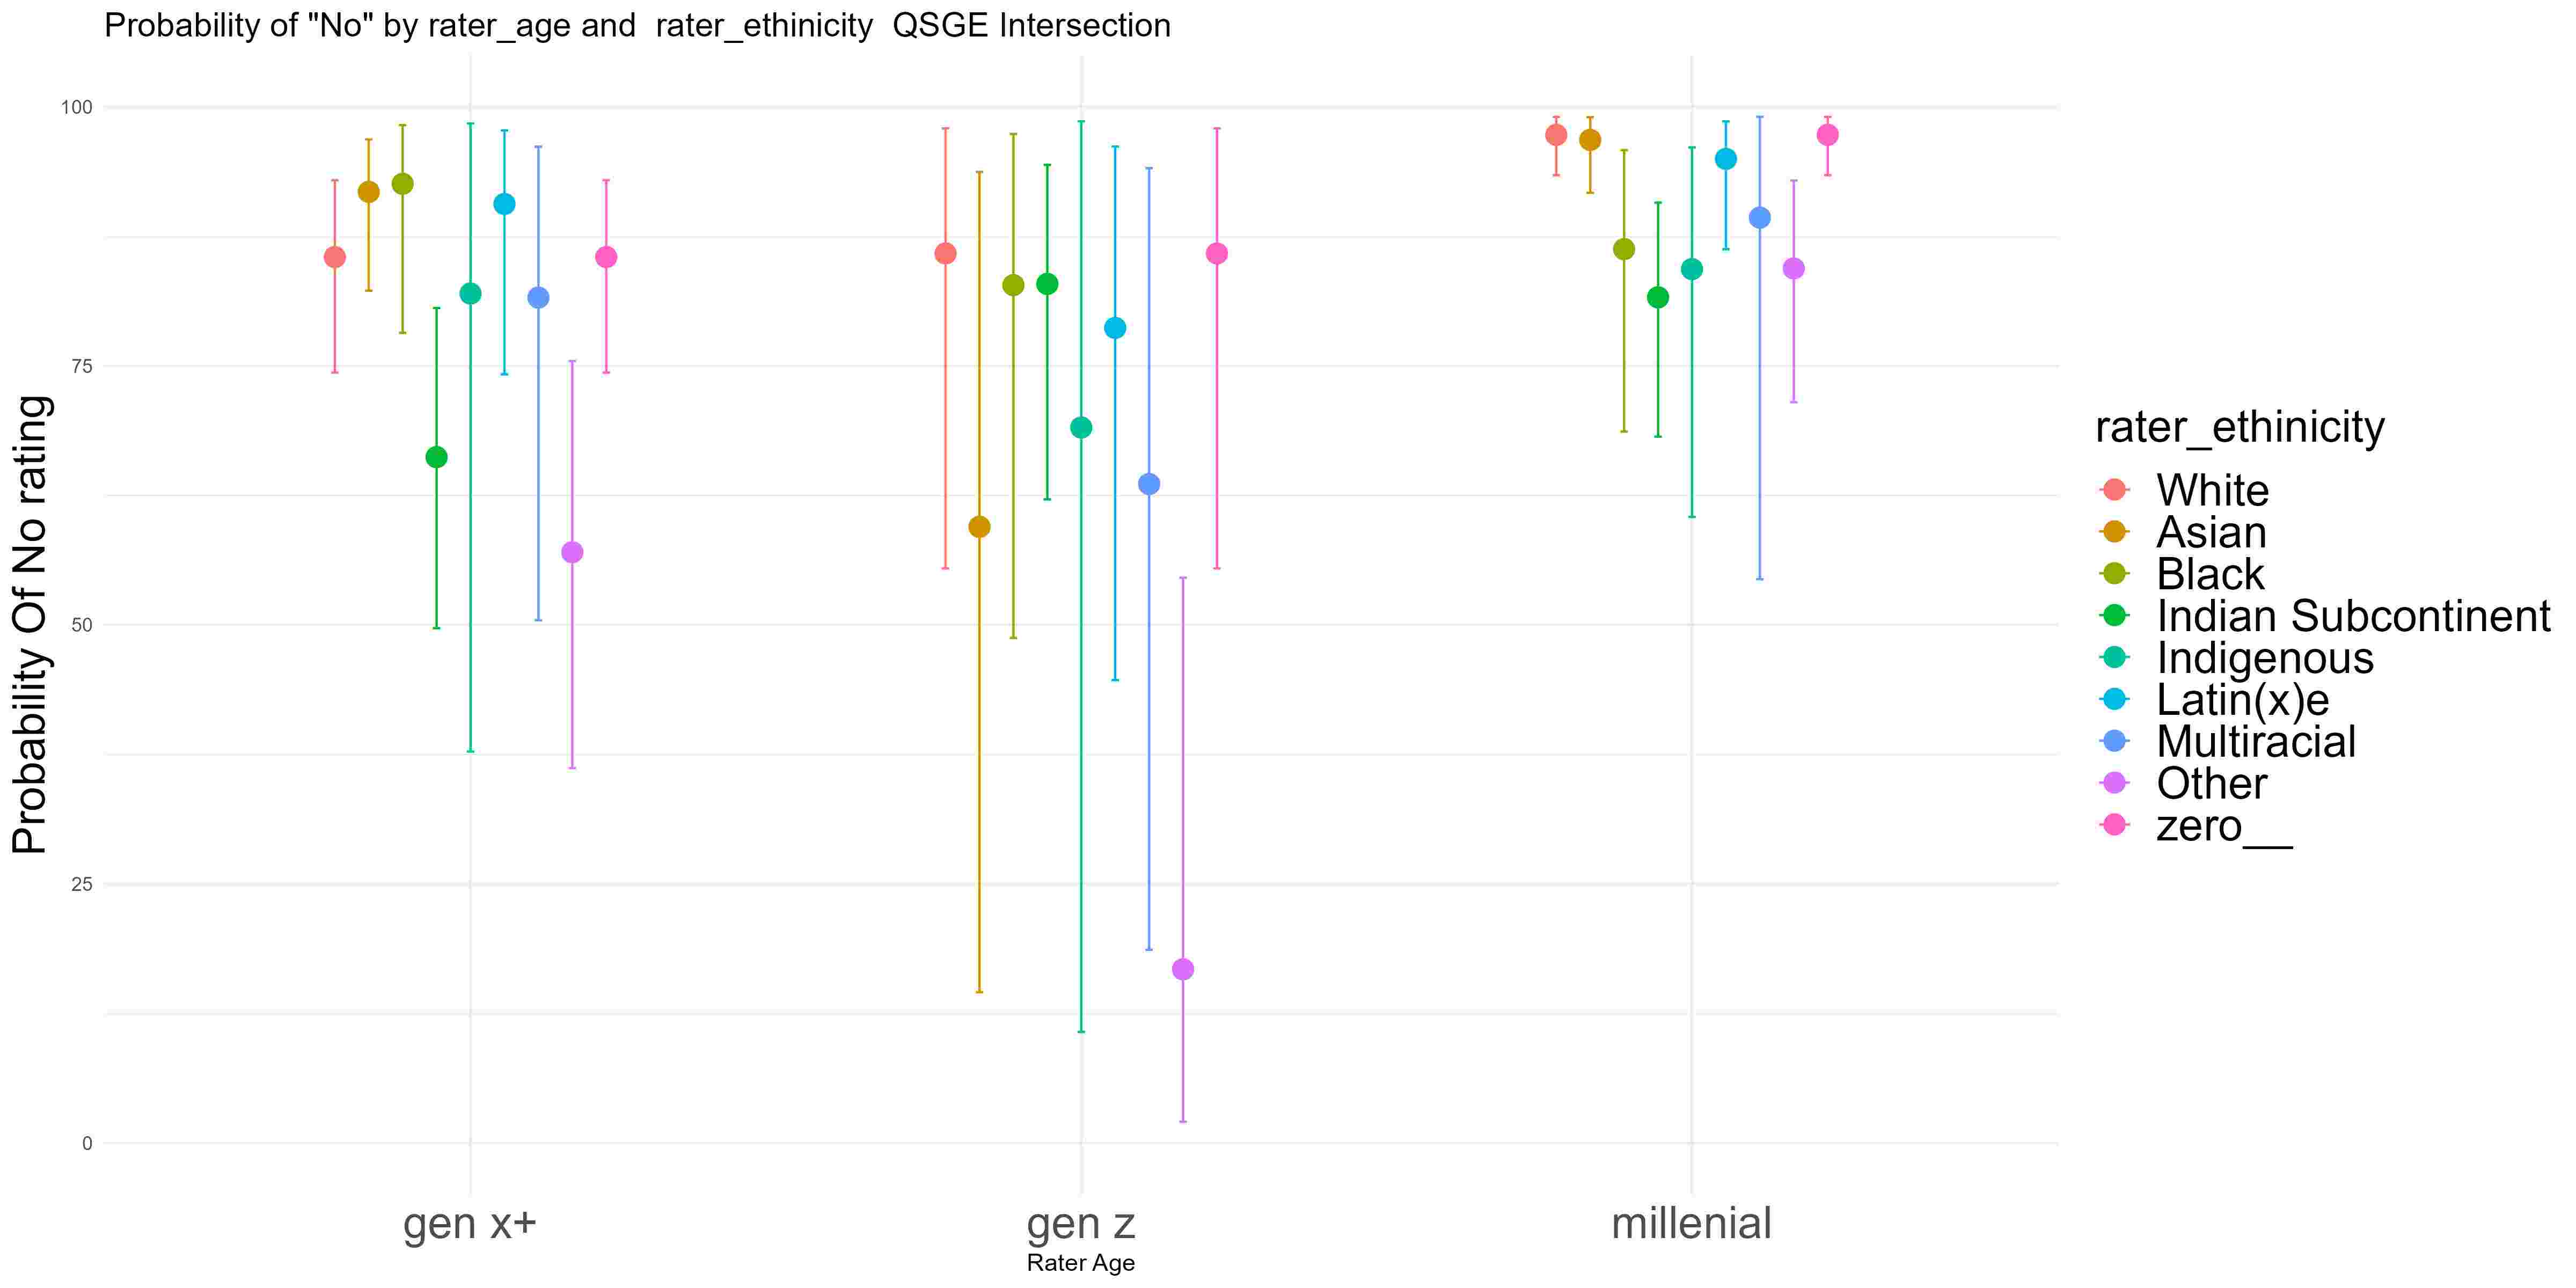 Probability of "No" by rater_age and  rater_ethinicity  QSGE Intersection
100
75
50
25
0
Probability Of No rating
gen x+
gen z
millenial
Rater Age
rater_ethinicity
White
Asian
Black
Indian Subcontinent
Indigenous
Latin(x)e
Multiracial
Other
zero__